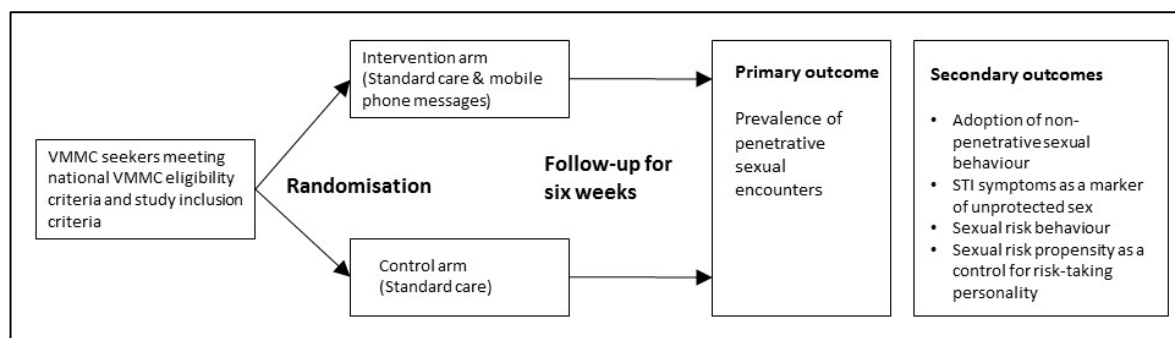 VMMC seekers meeting
national VMMC eligibility
criteria and study inclusion
criteria
Randomisation
Intervention arm
(Standard care & mobile
phone messages)
Control arm
(Standard care)
Follow-up for
six weeks
Primary outcome
Prevalence of
penetrative
sexual
encounters
Secondary outcomes
• Adoption of non-
penetrative sexual
behaviour
• STI symptoms as a marker
of unprotected sex
• Sexual risk behaviour
• Sexual risk propensity as a
control for risk-taking
personality